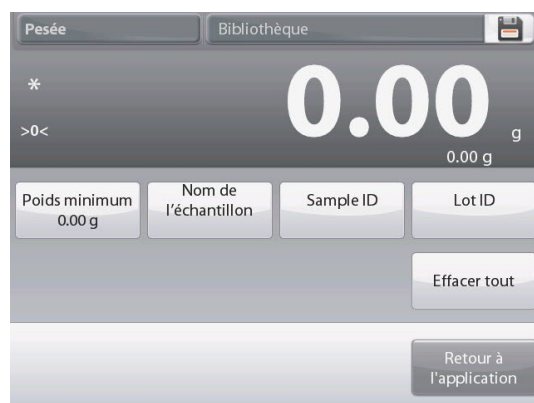 Pesée
Bibliothèque
*
0.00
>0<
g
0.00 g
Poids minimum
0.00 g
Nom de
l'échantillon
Sample ID
Lot ID
Effacer tout
Retour à
l'application